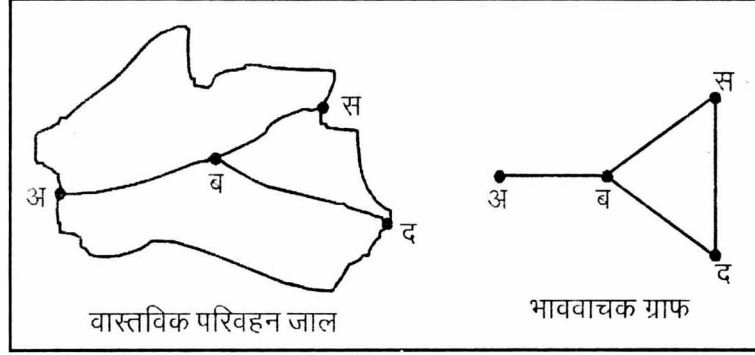 स
ब
अ
द
वास्तविक परिवहन जाल
स
अ
ब
द
भाववाचक ग्राफ